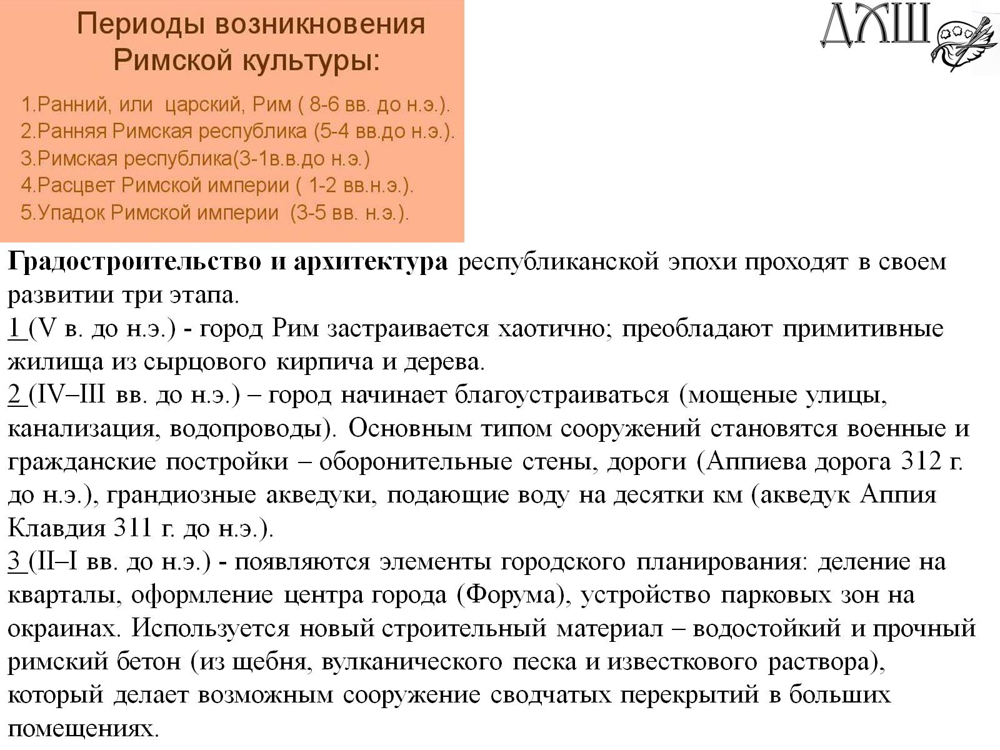 Периоды возникновения
Римской культуры:
ДХШ
1.Ранний, или царский, Рим ( 8-6 вв. до н.э.).
2.Ранняя Римская республика (5-4 вв.до н.э.).
3.Римская республика(3-1в.в.до н.э.)
4.Расцвет Римской империи ( 1-2 вв.н.э.).
5.Упадок Римской империи (3-5 вв. н.э.).
Градостроительство и архитектура республиканской эпохи проходят в своем
развитии три этапа.
1 (V в. до н.э.) - город Рим застраивается хаотично; преобладают примитивные
жилища из сырцового кирпича и дерева.
2 (IV–III вв. до н.э.) – город начинает благоустраиваться (мощеные улицы,
канализация, водопроводы). Основным типом сооружений становятся военные и
гражданские постройки – оборонительные стены, дороги (Аппиева дорога 312 г.
до н.э.), грандиозные акведуки, подающие воду на десятки км (акведук Аппия
Клавдия 311 г. до н.э.).
3 (II–I вв. до н.э.) - появляются элементы городского планирования: деление на
кварталы, оформление центра города (Форума), устройство парковых зон на
окраинах. Используется новый строительный материал – водостойкий и прочный
римский бетон (из щебня, вулканического песка и известкового раствора),
который делает возможным сооружение сводчатых перекрытий в больших
помещениях.